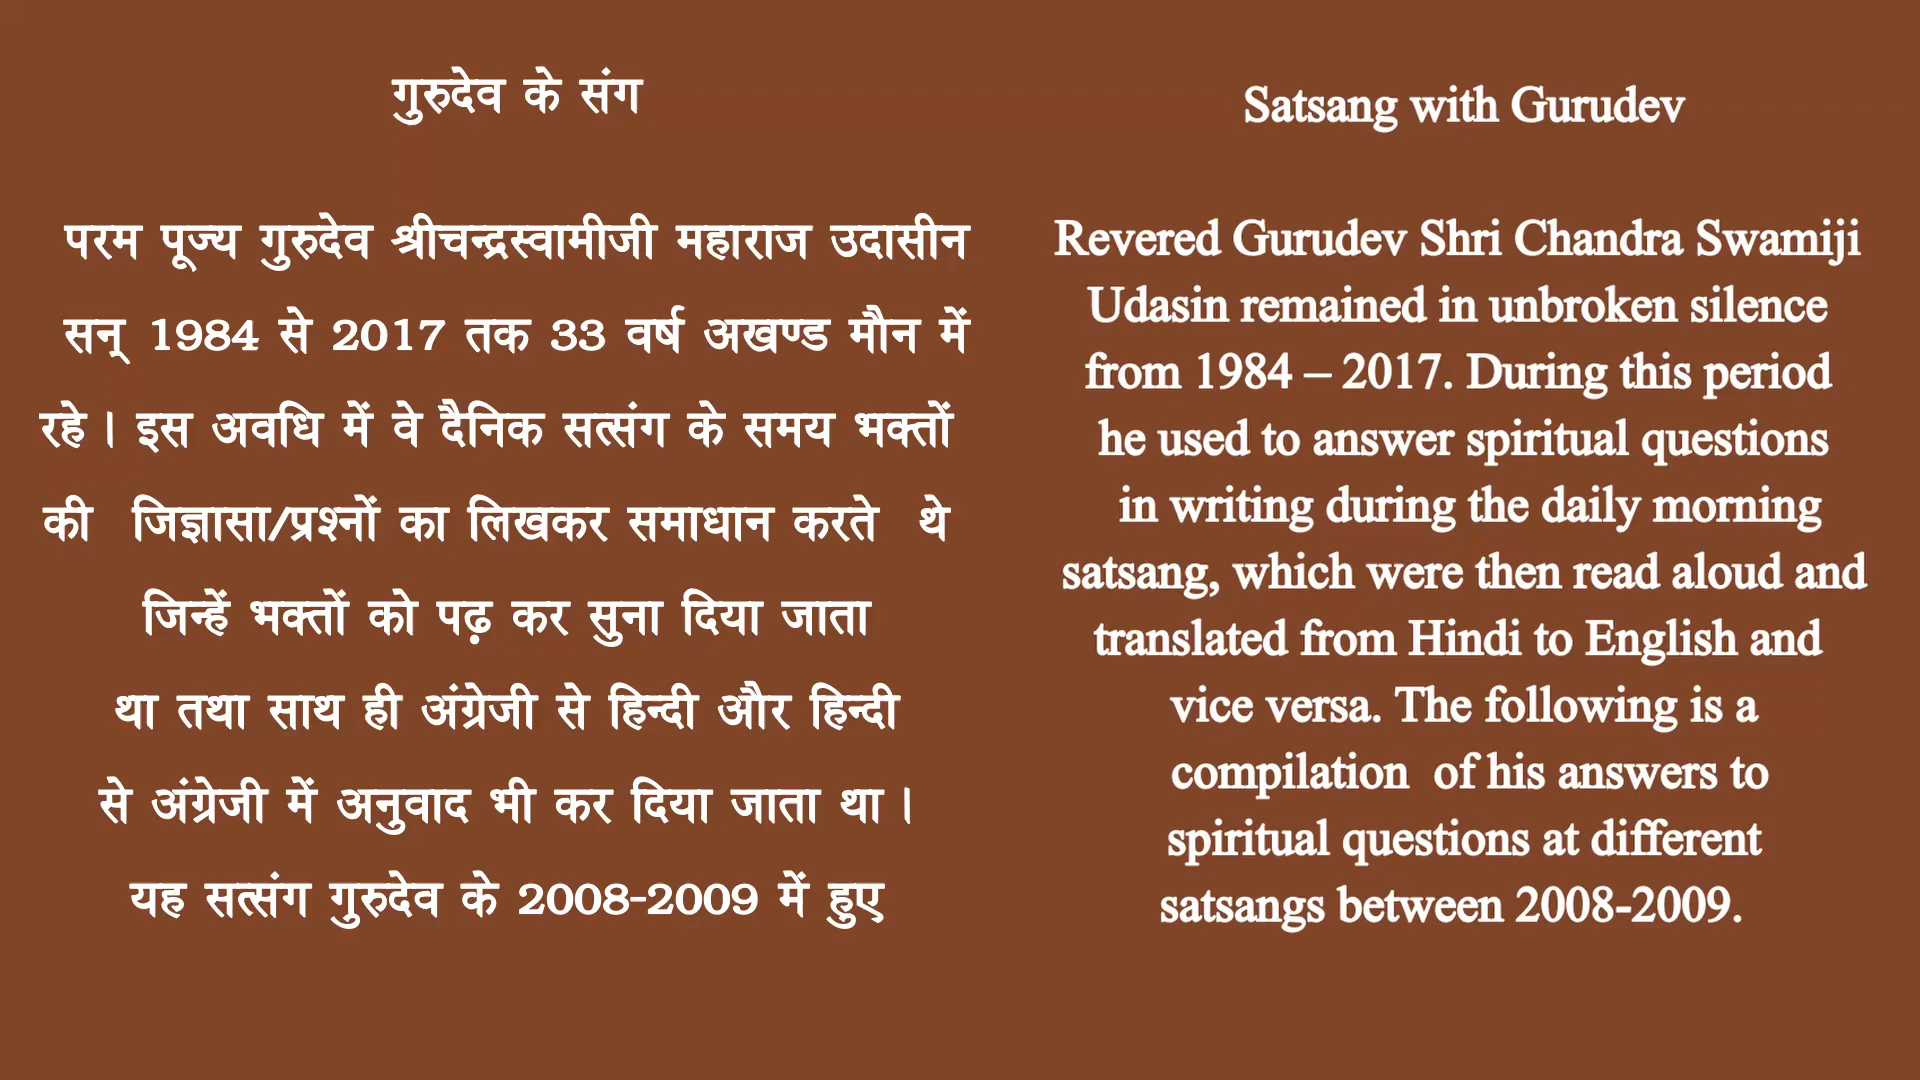 गुरुदेव के संग
परम पूज्य गुरुदेव श्रीचन्द्रस्वामीजी महाराज उदासीन
सन् 1984 से 2017 तक 33 वर्ष अखण्ड मौन में
रहे । इस अवधि में वे दैनिक सत्संग के समय भक्तों
की जिज्ञासा/प्रश्नों का लिखकर समाधान करते थे
जिन्हें भक्तों को पढ़ कर सुना दिया जाता
था तथा साथ ही अंग्रेजी से हिन्दी और हिन्दी
से अंग्रेजी में अनुवाद भी कर दिया जाता था ।
यह सत्संग गुरुदेव के 2008-2009 में हुए
Satsang with Gurudev
Revered Gurudev Shri Chandra Swamiji
Udasin remained in unbroken silence
from 1984 – 2017. During this period
he used to answer spiritual questions
in writing during the daily morning
satsang, which were then read aloud and
translated from Hindi to English and
vice versa. The following is a
compilation of his answers to
spiritual questions at different
satsangs between 2008-2009.